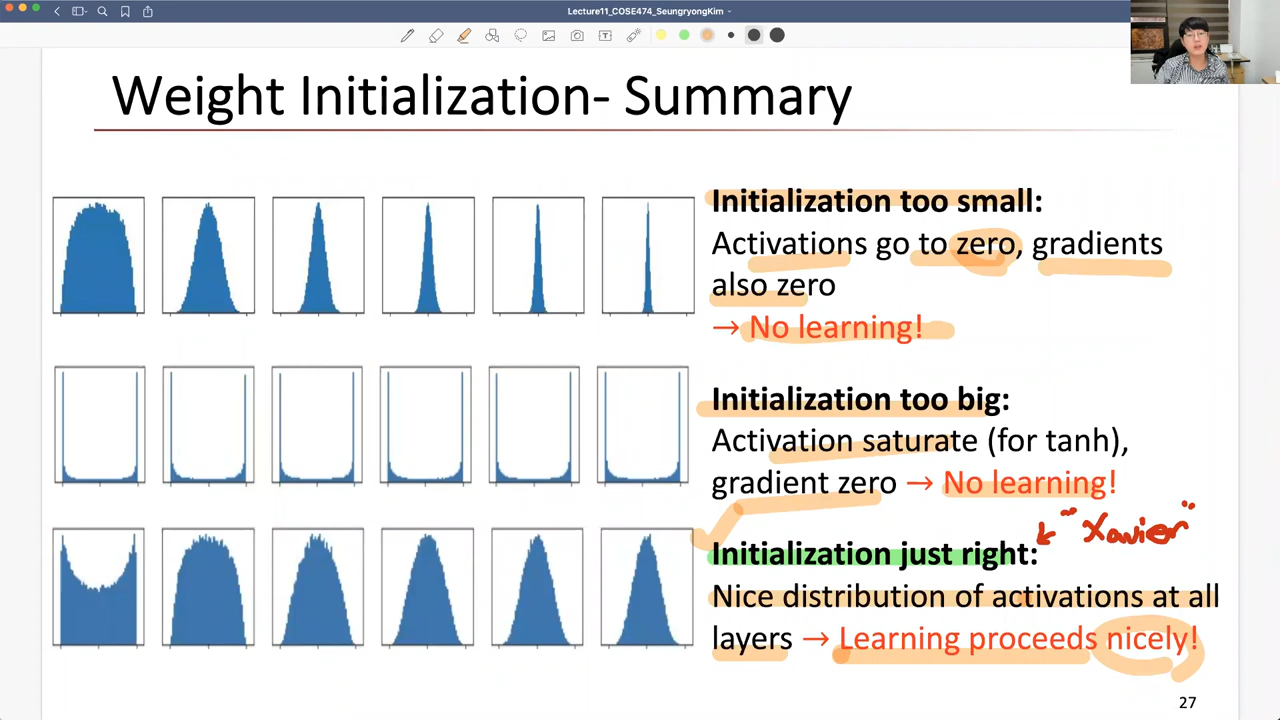 Lecture11_COSE474_SeungryongKim
Weight Initialization- Summary
Initialization too small:
Activations go to zero, gradients
also zero
→ No learning!
Initialization too big:
Activation saturate (for tanh),
gradient zero → No learning!
"Xavier"
Initialization just right:
Nice distribution of activations at all
layers → Learning proceeds nicely!
27